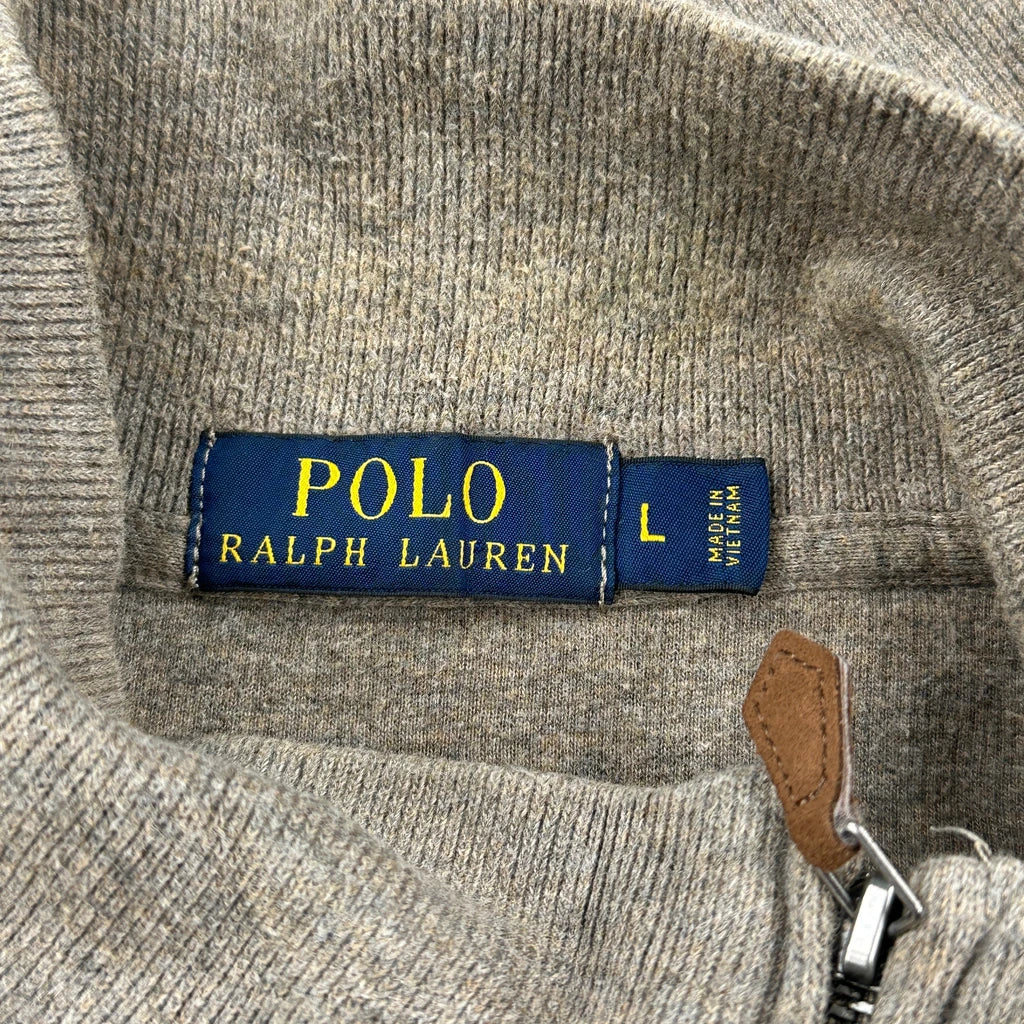 POLO
RALPH LAUREN
L
MADE IN
VIETNAM